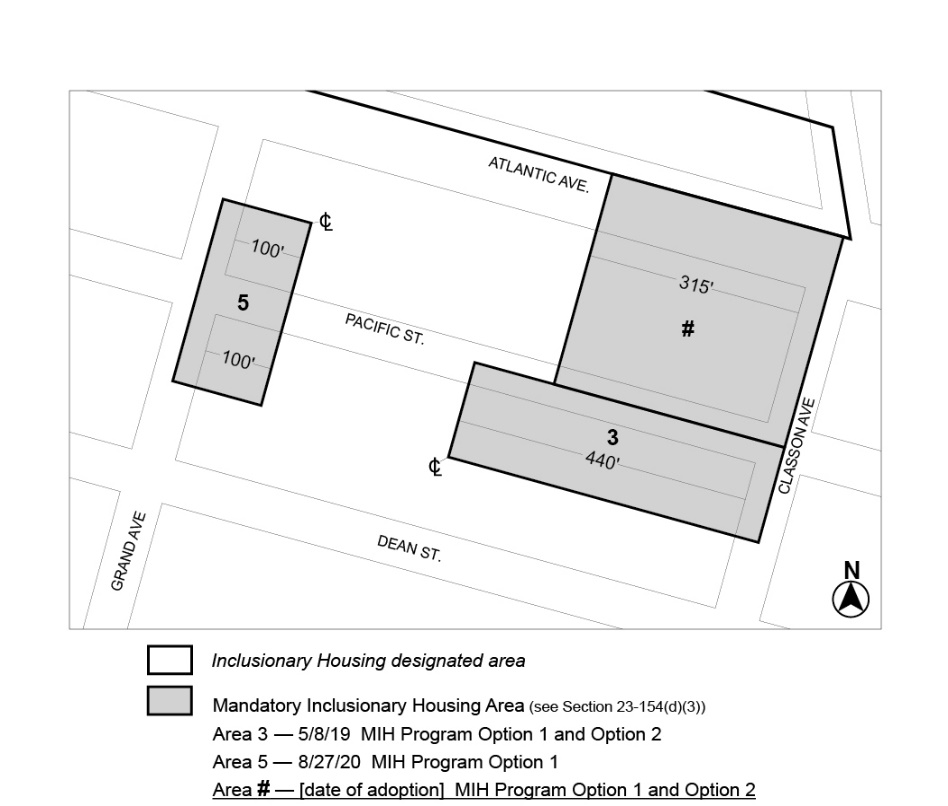 ATLANTIC AVE.
℄
100'
315'
5
#
PACIFIC ST.
100'
3
CLASSON AVE
440'
℄
GRAND AVE
DEAN ST.
N
Inclusionary Housing designated area
Mandatory Inclusionary Housing Area (see Section 23-154(d)(3))
Area 3 — 5/8/19 MIH Program Option 1 and Option 2
Area 5 — 8/27/20 MIH Program Option 1
Area # — [date of adoption] MIH Program Option 1 and Option 2